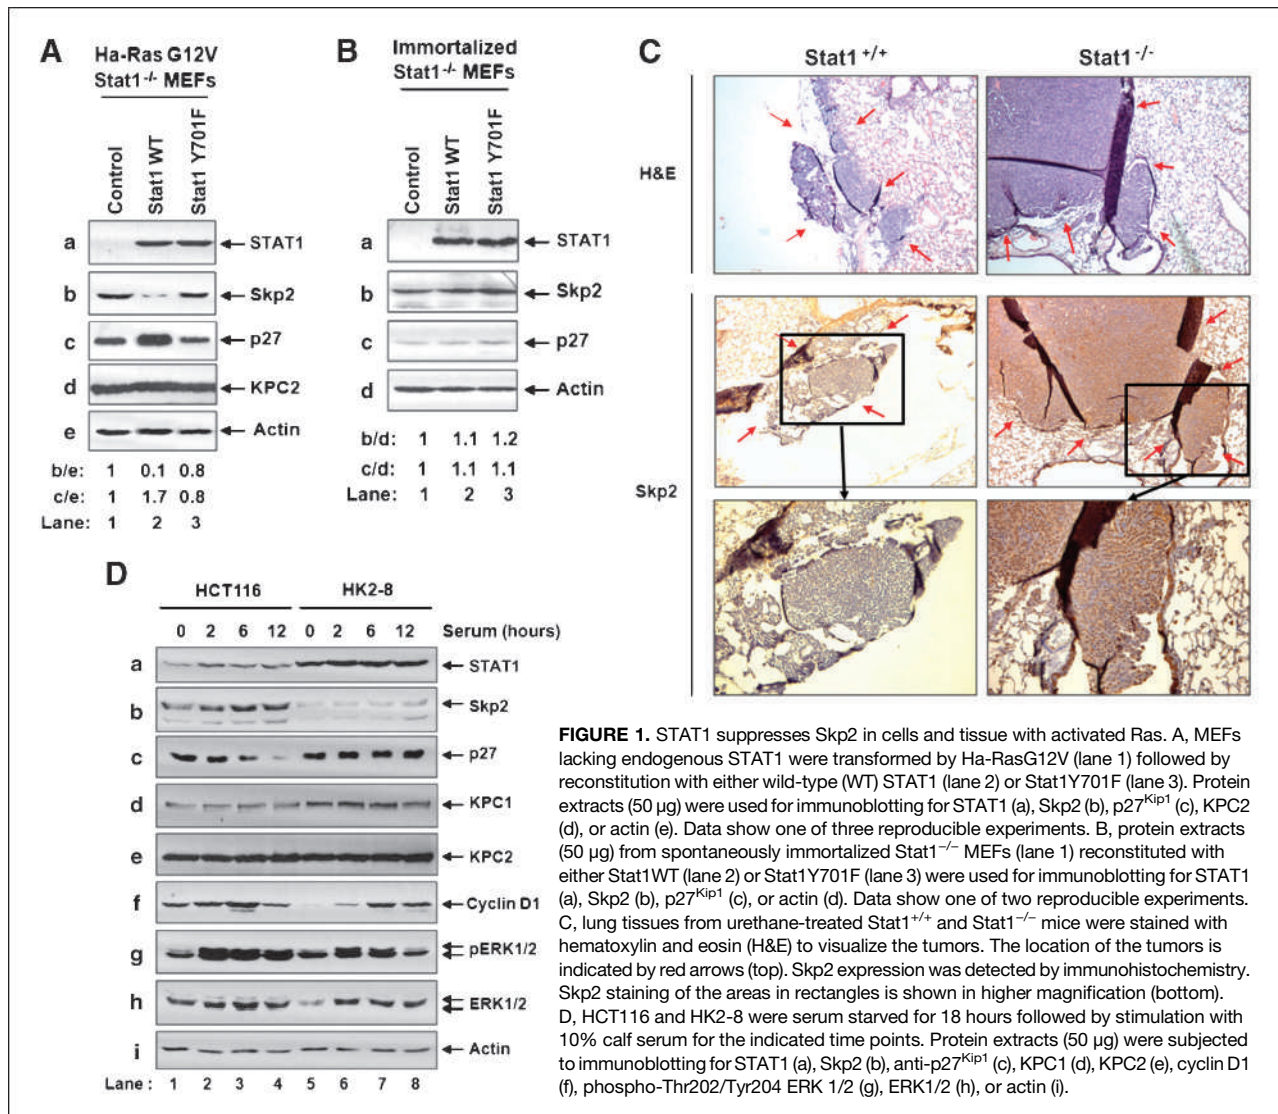 A
Ha-Ras G12V
Stat1-/- MEFs
Control
Stat1 WT
Stat1 Y701F
a
STAT1
b
Skp2
c
p27
d
KPC2
e
Actin
b/e: 1 0.1 0.8
c/e: 1 1.7 0.8
Lane: 1 2 3
B
Immortalized
Stat1-/- MEFs
Control
Stat1 WT
Stat1 Y701F
a
STAT1
b
Skp2
c
p27
d
Actin
b/d: 1 1.1 1.2
c/d: 1 1.1 1.1
Lane: 1 2 3
C
Stat1+/+ Stat1-/-
H&E
Skp2
D
HCT116 HK2-8
0 2 6 12 0 2 6 12 Serum (hours)
a
STAT1
b
Skp2
c
p27
d
KPC1
e
KPC2
f
Cyclin D1
g
pERK1/2
h
ERK1/2
i
Actin
Lane : 1 2 3 4 5 6 7 8
FIGURE 1. STAT1 suppresses Skp2 in cells and tissue with activated Ras. A, MEFs
lacking endogenous STAT1 were transformed by Ha-RasG12V (lane 1) followed by
reconstitution with either wild-type (WT) STAT1 (lane 2) or Stat1Y701F (lane 3). Protein
extracts (50 μg) were used for immunoblotting for STAT1 (a), Skp2 (b), p27Kip1 (c), KPC2
(d), or actin (e). Data show one of three reproducible experiments. B, protein extracts
(50 μg) from spontaneously immortalized Stat1−/− MEFs (lane 1) reconstituted with
either Stat1WT (lane 2) or Stat1Y701F (lane 3) were used for immunoblotting for STAT1
(a), Skp2 (b), p27Kip1 (c), or actin (d). Data show one of two reproducible experiments.
C, lung tissues from urethane-treated Stat1+/+ and Stat1−/− mice were stained with
hematoxylin and eosin (H&E) to visualize the tumors. The location of the tumors is
indicated by red arrows (top). Skp2 expression was detected by immunohistochemistry.
Skp2 staining of the areas in rectangles is shown in higher magnification (bottom).
D, HCT116 and HK2-8 were serum starved for 18 hours followed by stimulation with
10% calf serum for the indicated time points. Protein extracts (50 μg) were subjected
to immunoblotting for STAT1 (a), Skp2 (b), anti-p27Kip1 (c), KPC1 (d), KPC2 (e), cyclin D1
(f), phospho-Thr202/Tyr204 ERK 1/2 (g), ERK1/2 (h), or actin (i).